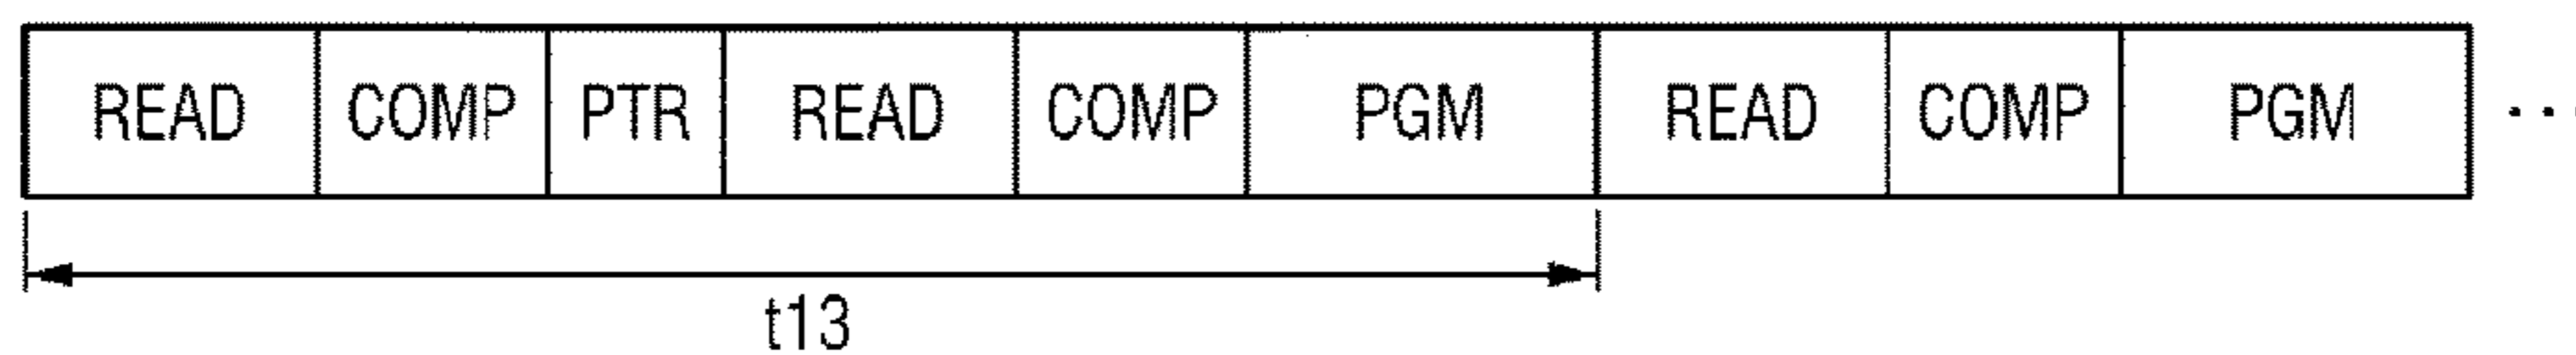 READ COMP PTR READ COMP PGM READ COMP PGM ...
t13